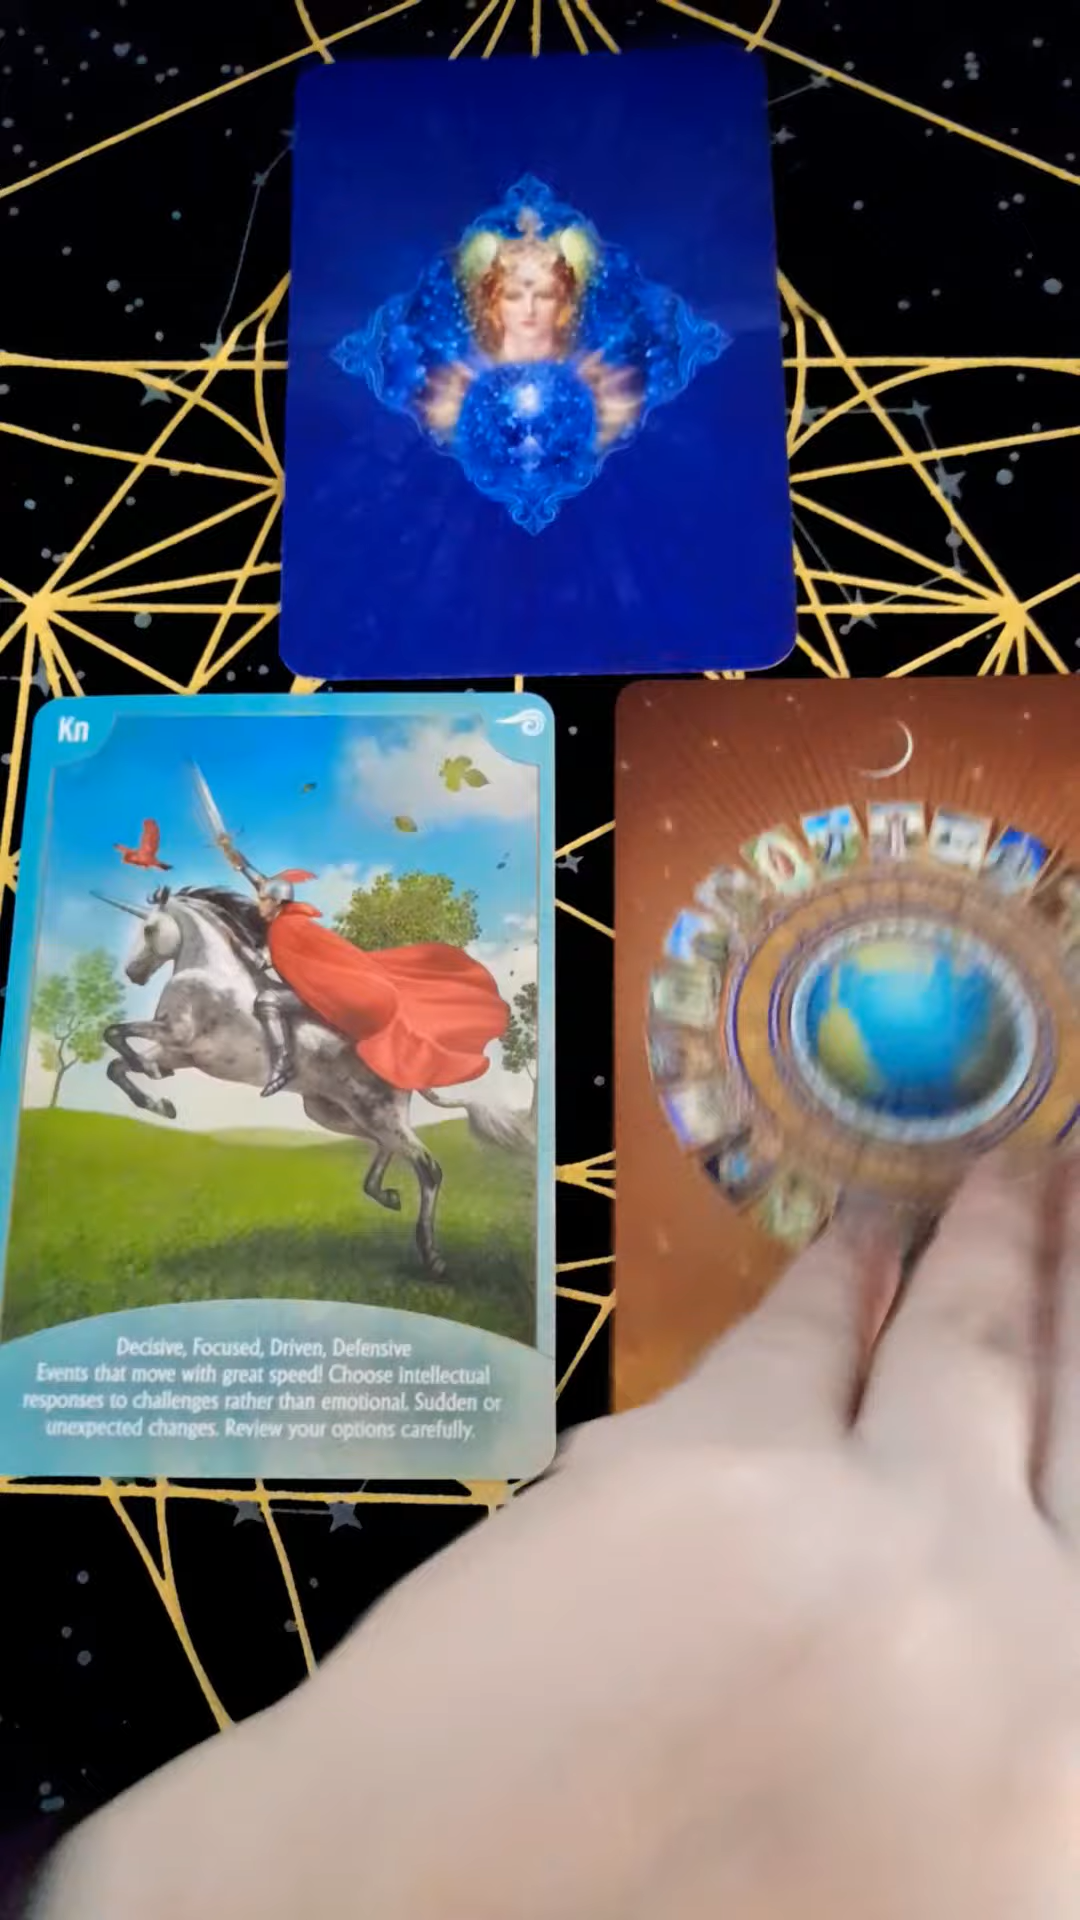 Kn
Decisive, Focused, Driven, Defensive
Events that move with great speed! Choose intellectual
responses to challenges rather than emotional. Sudden or
unexpected changes. Review your options carefully.